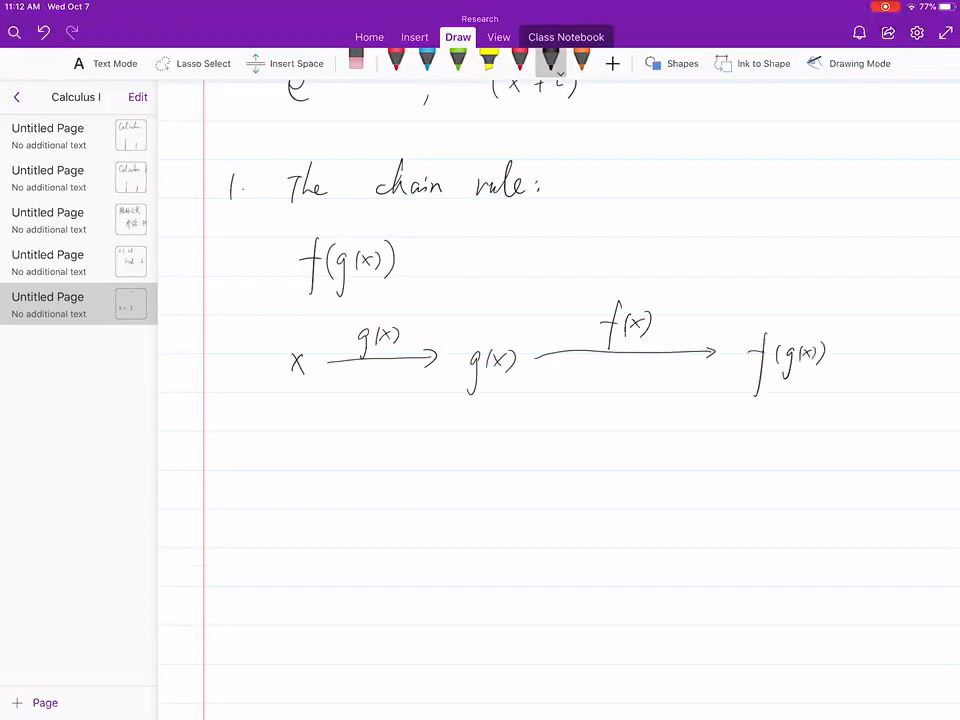 11:12 AM Wed Oct 7
77%
Research
Home Insert Draw View Class Notebook
Text Mode Lasso Select Insert Space Shapes Ink to Shape Drawing Mode
Calculus I Edit
Untitled Page
No additional text
Untitled Page
No additional text
Untitled Page
No additional text
Untitled Page
No additional text
Untitled Page
No additional text
+ Page
1. The chain rule:
f(g(x))
g(x) f(x)
x ⟶ g(x) ⟶ f(g(x))